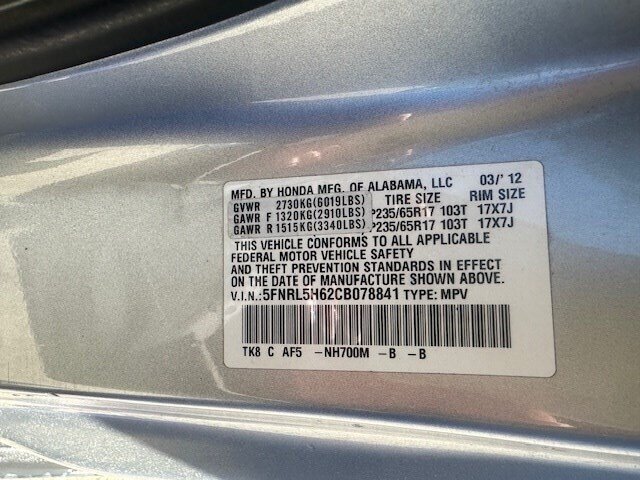 MFD. BY HONDA MFG. OF ALABAMA, LLC 03/'12
GVWR 2730KG(6019LBS) TIRE SIZE RIM SIZE
GAWR F 1320KG(2910LBS) P235/65R17 103T 17X7J
GAWR R 1515KG(3340LBS) P235/65R17 103T 17X7J
THIS VEHICLE CONFORMS TO ALL APPLICABLE
FEDERAL MOTOR VEHICLE SAFETY
AND THEFT PREVENTION STANDARDS IN EFFECT
ON THE DATE OF MANUFACTURE SHOWN ABOVE.
V.I.N.:5FNRL5H62CB078841 TYPE: MPV
TK8 C AF5 -NH700M -B -B